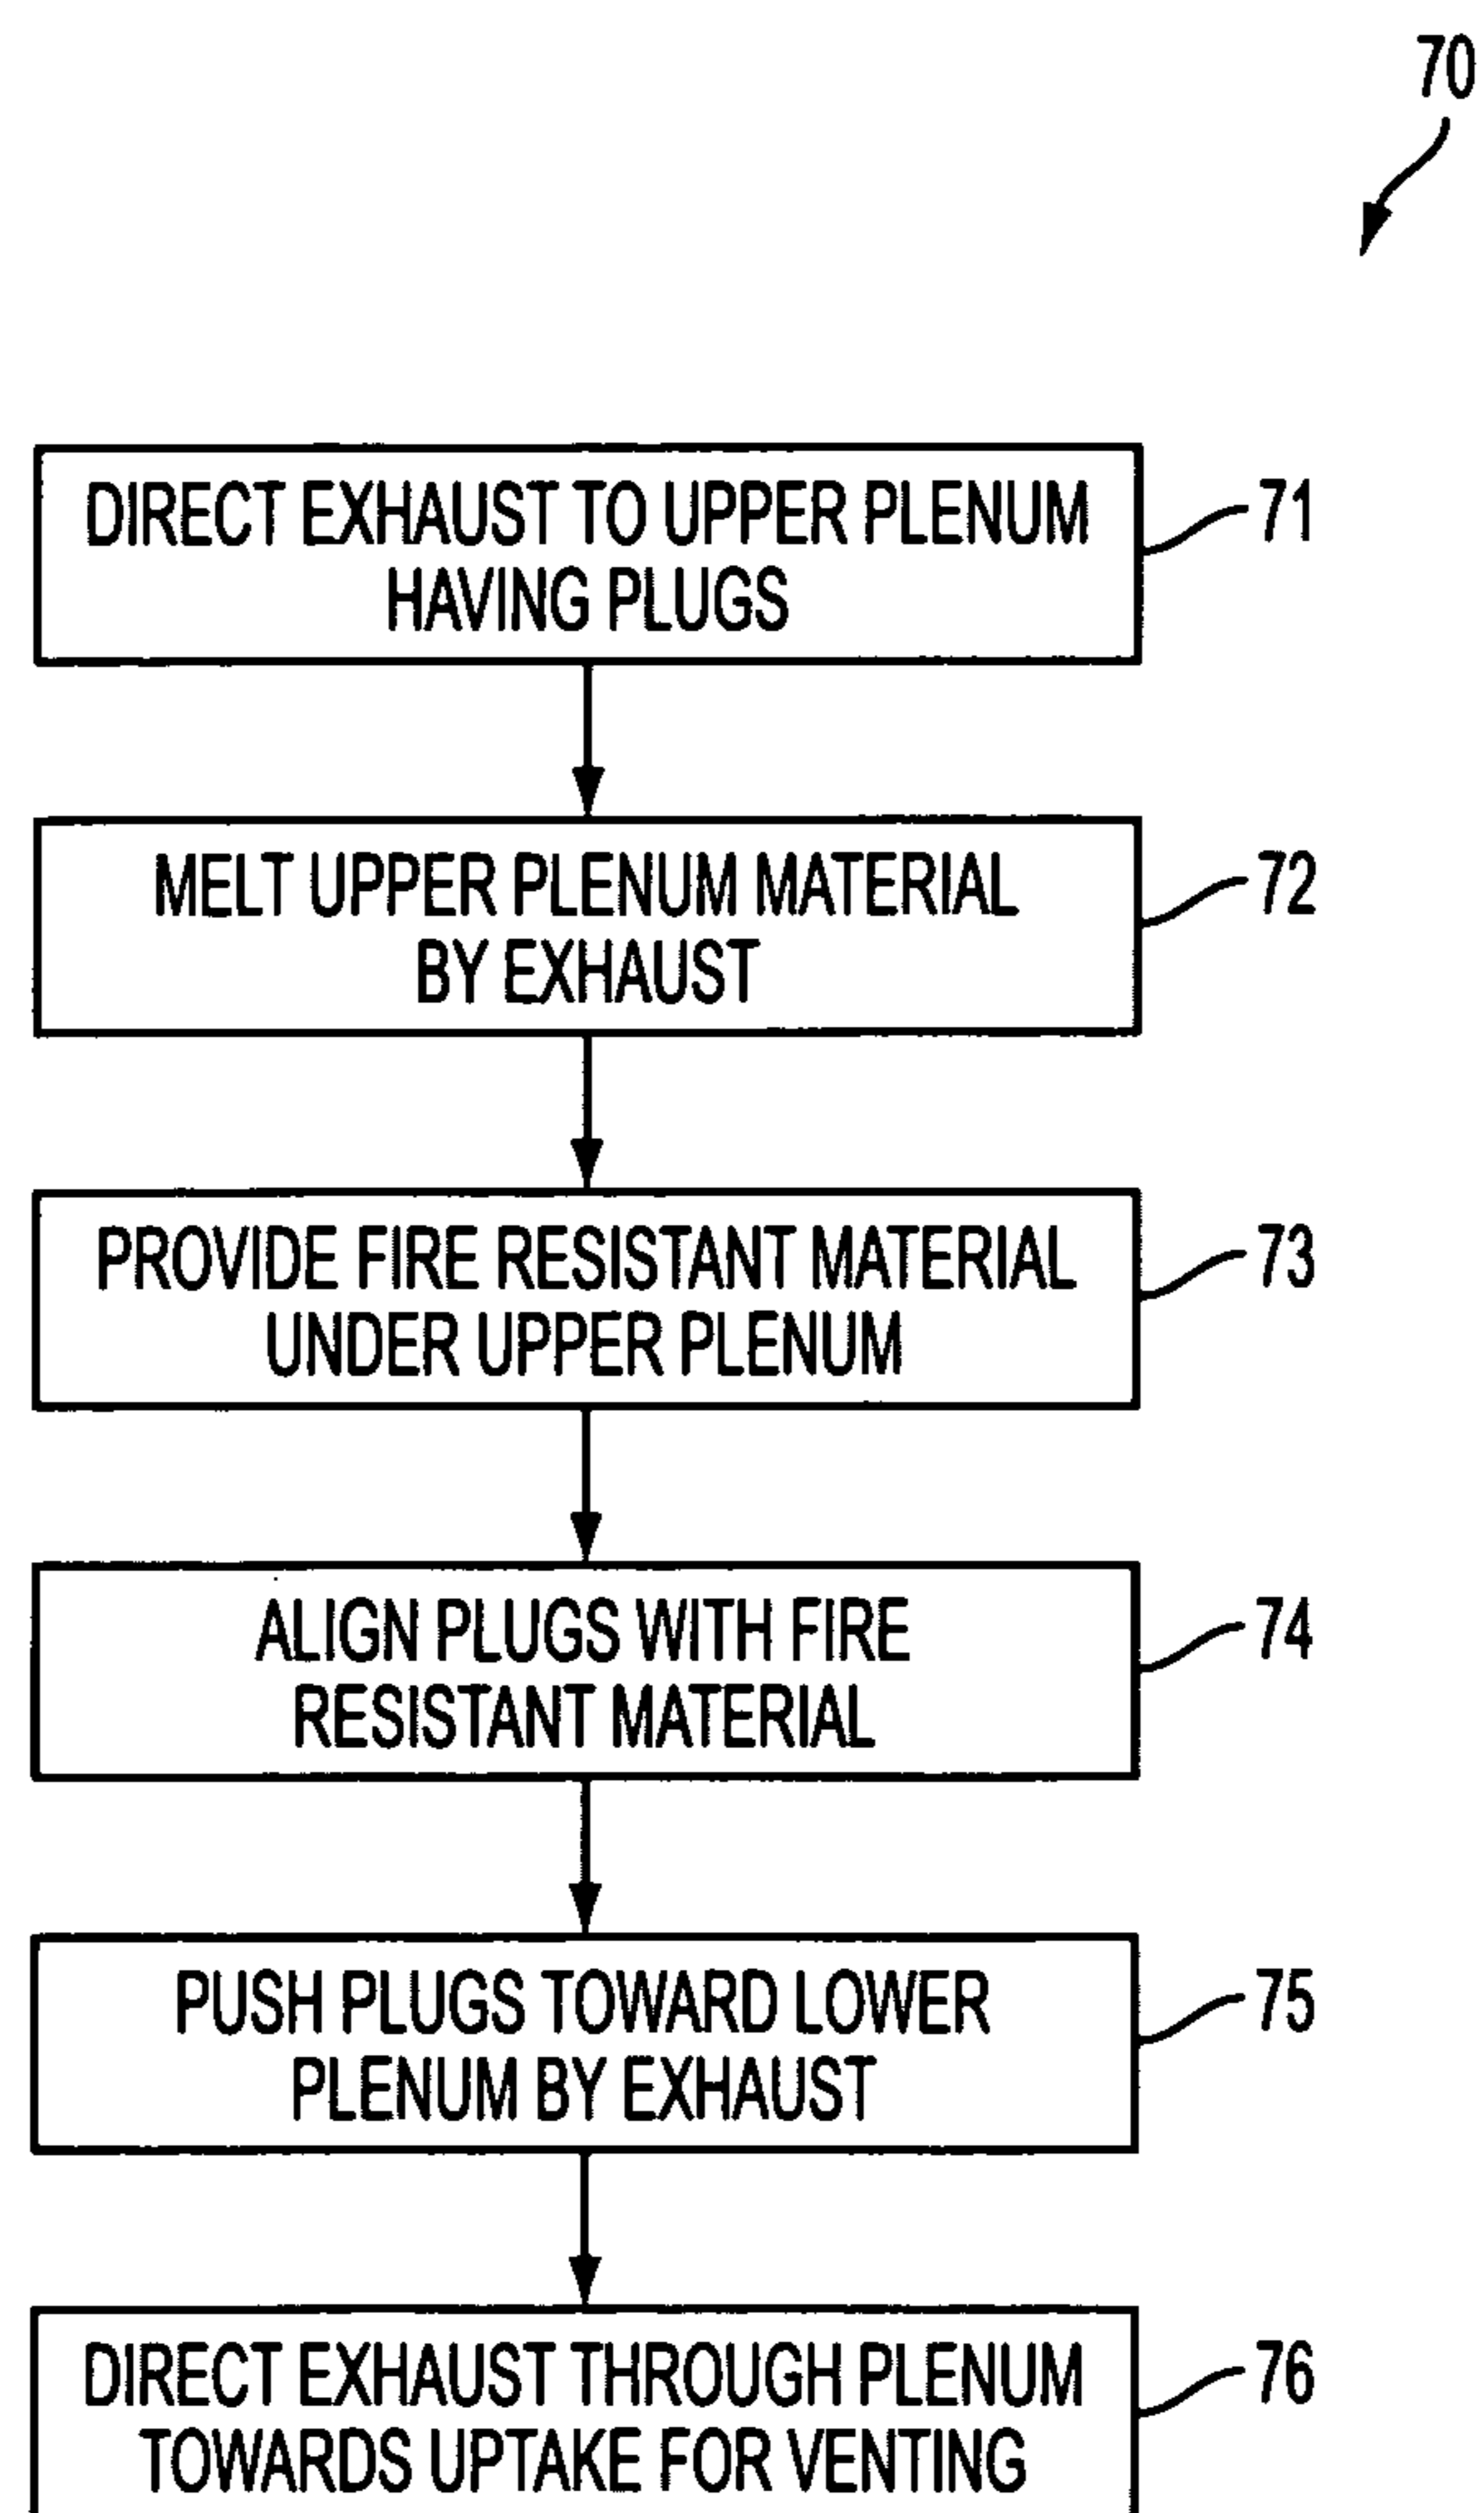 70
DIRECT EXHAUST TO UPPER PLENUM
HAVING PLUGS
71
MELT UPPER PLENUM MATERIAL
BY EXHAUST
72
PROVIDE FIRE RESISTANT MATERIAL
UNDER UPPER PLENUM
73
ALIGN PLUGS WITH FIRE
RESISTANT MATERIAL
74
PUSH PLUGS TOWARD LOWER
PLENUM BY EXHAUST
75
DIRECT EXHAUST THROUGH PLENUM
TOWARDS UPTAKE FOR VENTING
76